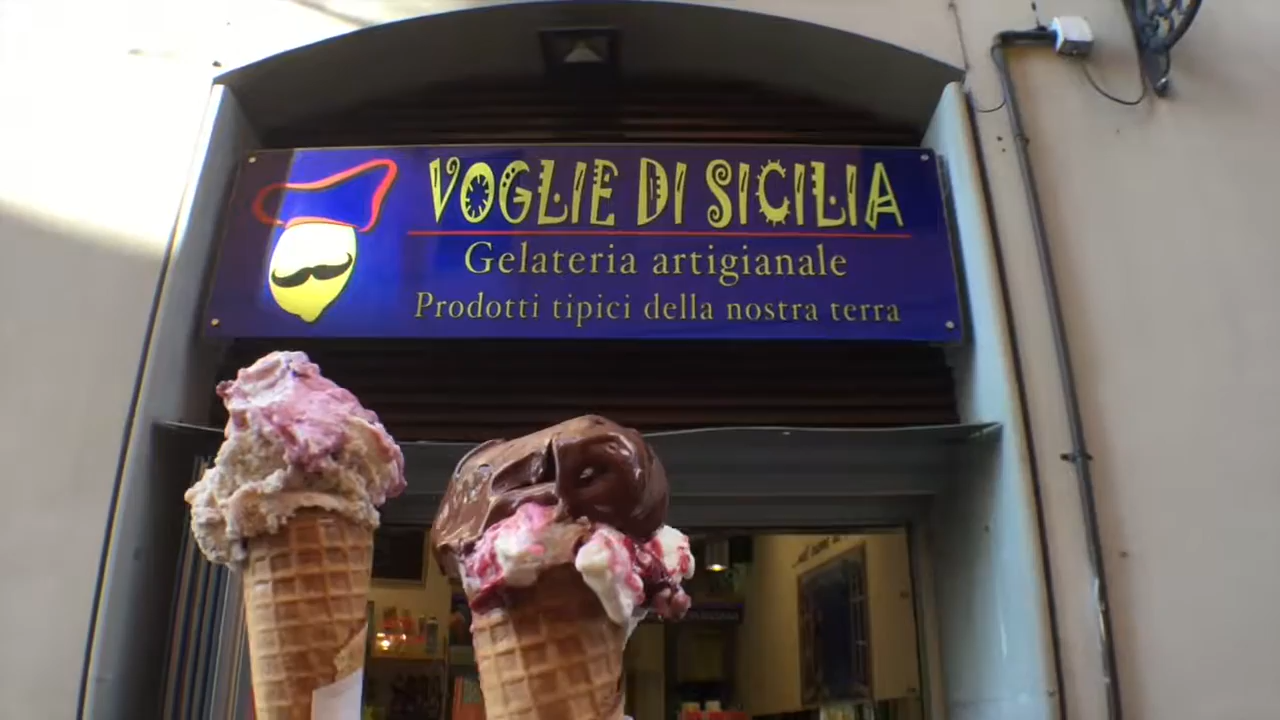 VOGLIE DI SICILIA
Gelateria artigianale
Prodotti tipici della nostra terra